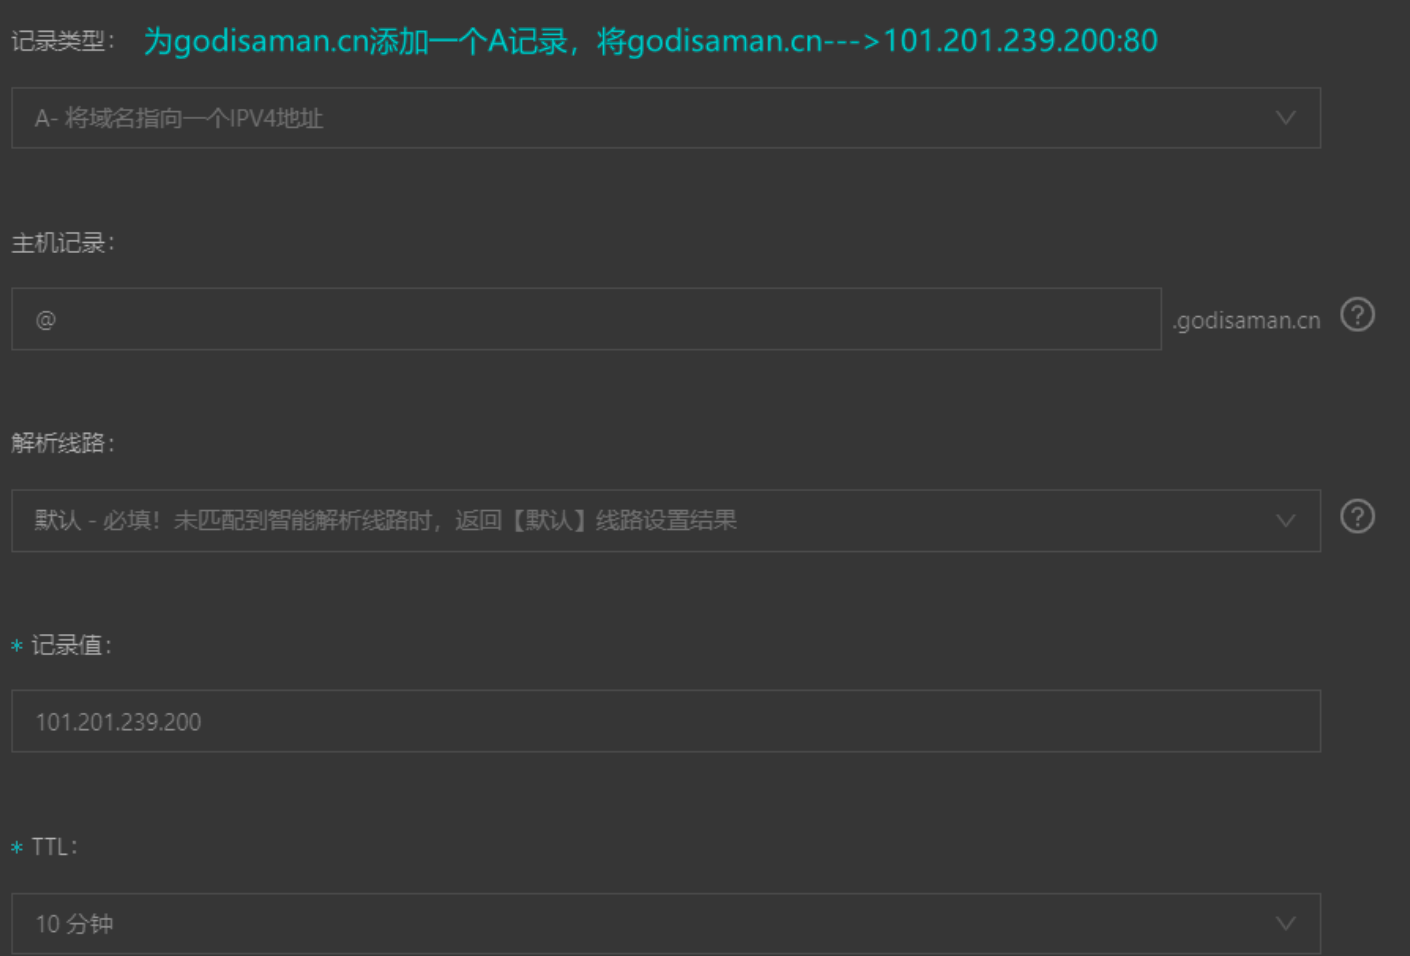 记录类型： 为godisaman.cn添加一个A记录，将godisaman.cn--->101.201.239.200:80
A- 将域名指向一个IPV4地址
主机记录：
@ .godisaman.cn ?
解析线路：
默认 - 必填！未匹配到智能解析线路时，返回【默认】线路设置结果 ?
* 记录值：
101.201.239.200
* TTL：
10 分钟